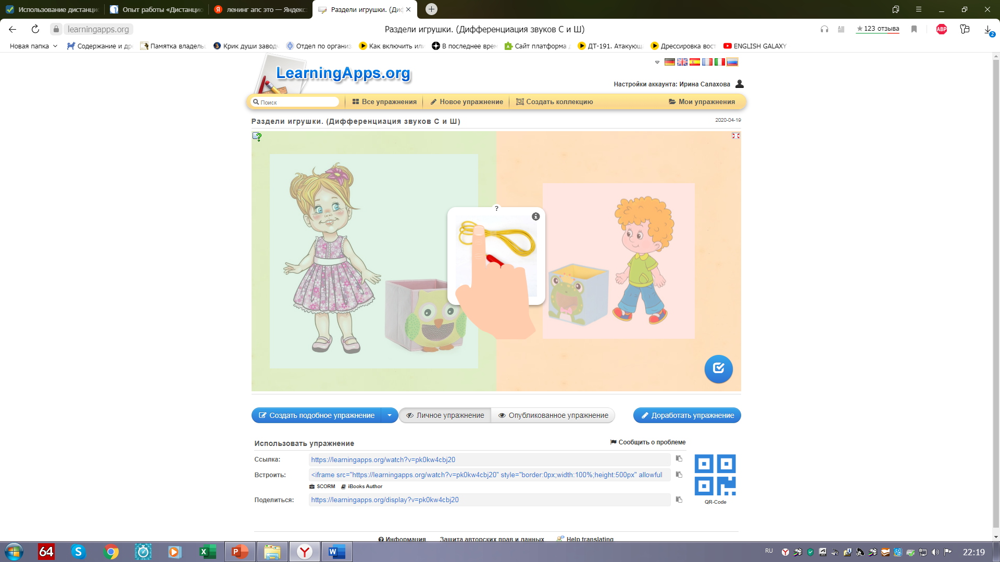 Использование дистанци
Опыт работы «Дистанцио
ленинг апс это — Яндекс:
Раздели игрушки. (Диф
learningapps.org
Раздели игрушки. (Дифференциация звуков С и Ш)
123 отзыва
ABP
2
Новая папка
Содержание и дре
Памятка владель
Крик души завод
Отдел по организ
Как включить или
В последнее врем
Сайт платформа д
ДТ-191. Атакующ
Дрессировка вост
ENGLISH GALAXY
LearningApps.org
Настройки аккаунта: Ирина Салахова
Поиск
Все упражнения
Новое упражнение
Создать коллекцию
Мои упражнения
Раздели игрушки. (Дифференциация звуков С и Ш)
2020-04-19
?
Создать подобное упражнение
Личное упражнение
Опубликованное упражнение
Доработать упражнение
Использовать упражнение
Сообщить о проблеме
Ссылка:
https://learningapps.org/watch?v=pk0kw4cbj20
Встроить:
<iframe src="https://learningapps.org/watch?v=pk0kw4cbj20" style="border:0px;width:100%;height:500px" allowfull
SCORM
iBooks Author
Поделиться:
https://learningapps.org/display?v=pk0kw4cbj20
QR-Code
Информация
Защита авторских прав и данных
Help translating
64
RU
22:19